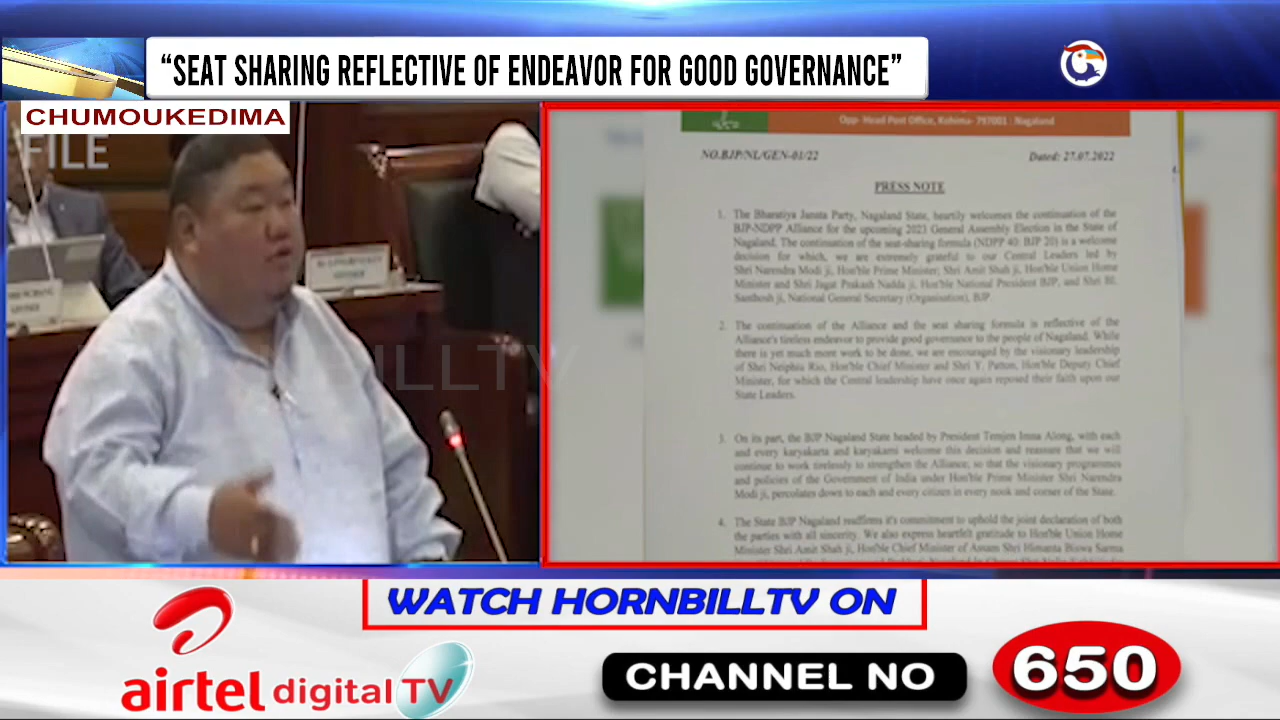 “SEAT SHARING REFLECTIVE OF ENDEAVOR FOR GOOD GOVERNANCE”
CHUMOUKEDIMA
FILE
Opp- Head Post Office, Kohima- 797001 : Nagaland
NO.BJP/NL/GEN-01/22 Dated: 27.07.2022
PRESS NOTE
1. The Bharatiya Janata Party, Nagaland State, heartily welcomes the continuation of the
BJP-NDPP Alliance for the upcoming 2023 General Assembly Election in the State of
Nagaland. The continuation of the seat-sharing formula (NDPP 40: BJP 20) is a welcome
decision for which, we are extremely grateful to our Central Leaders led by
Shri Narendra Modi ji, Hon'ble Prime Minister; Shri Amit Shah ji, Hon'ble Union Home
Minister and Shri Jagat Prakash Nadda ji, Hon'ble National President BJP, and Shri BL
Santhosh ji, National General Secretary (Organisation), BJP.
2. The continuation of the Alliance and the seat sharing formula is reflective of the
Alliance's tireless endeavor to provide good governance to the people of Nagaland. While
there is yet much more work to be done, we are encouraged by the visionary leadership
of Shri Neiphiu Rio, Hon'ble Chief Minister and Shri Y. Patton, Hon'ble Deputy Chief
Minister, for which the Central leadership have once again reposed their faith upon our
State Leaders.
3. On its part, the BJP Nagaland State headed by President Temjen Imna Along, with each
and every karyakarta and karyakarni welcome this decision and reassure that we will
continue to work tirelessly to strengthen the Alliance, so that the visionary programmes
and policies of the Government of India under Hon'ble Prime Minister Shri Narendra
Modi ji, percolates down to each and every citizen in every nook and corner of the State.
4. The State BJP Nagaland reaffirms it's commitment to uphold the joint declaration of both
the parties with all sincerity. We also express heartfelt gratitude to Hon'ble Union Home
Minister Shri Amit Shah ji, Hon'ble Chief Minister of Assam Shri Himanta Biswa Sarma
HORNBILLTV
WATCH HORNBILLTV ON
airtel digital TV
CHANNEL NO 650